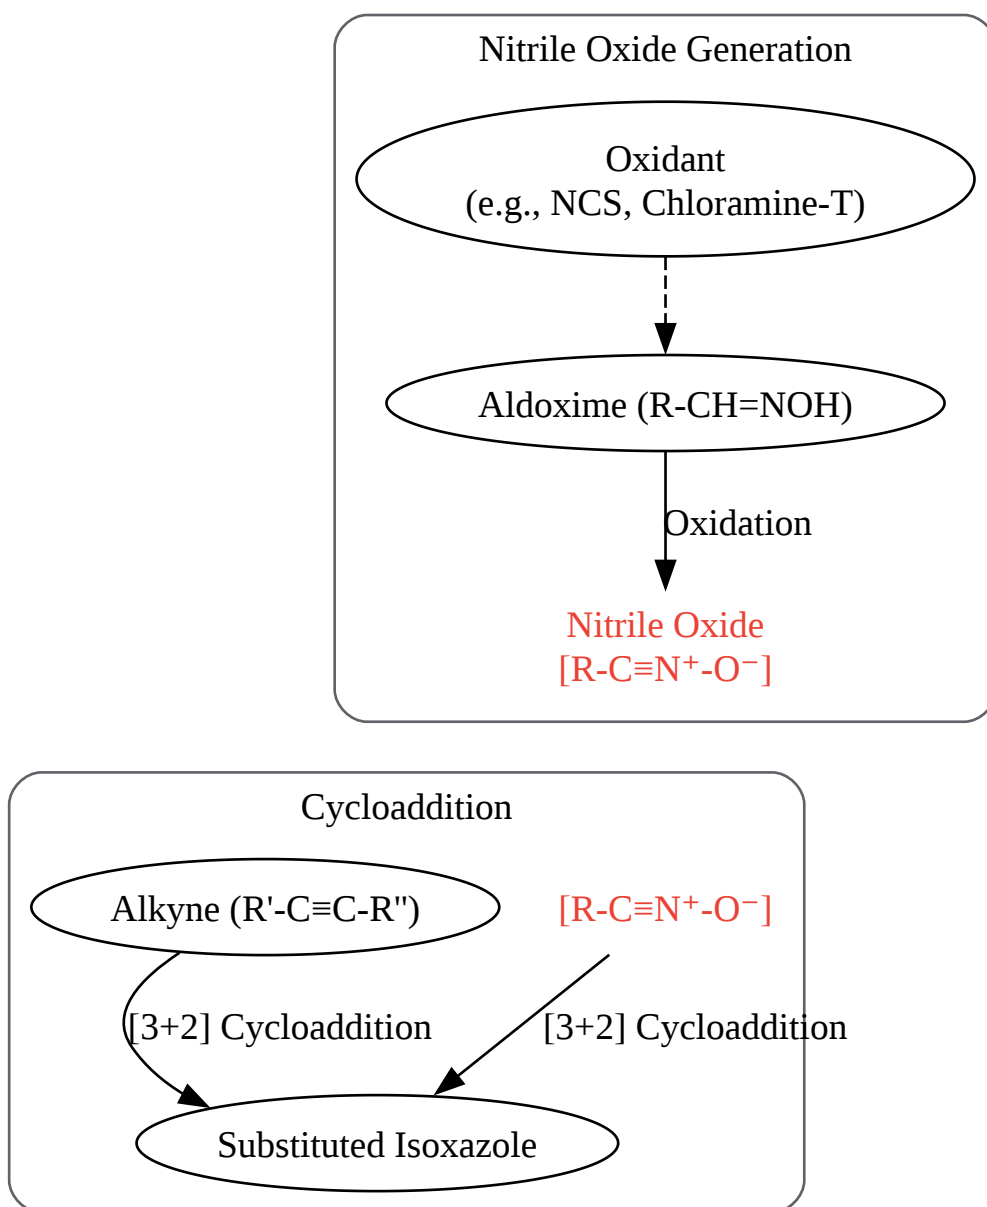 Nitrile Oxide Generation
Oxidant
(e.g., NCS, Chloramine-T)
Aldoxime (R-CH=NOH)
Oxidation
Nitrile Oxide
[R-C≡N⁺-O⁻]
Cycloaddition
Alkyne (R'-C≡C-R")
[R-C≡N⁺-O⁻]
[3+2] Cycloaddition
[3+2] Cycloaddition
Substituted Isoxazole